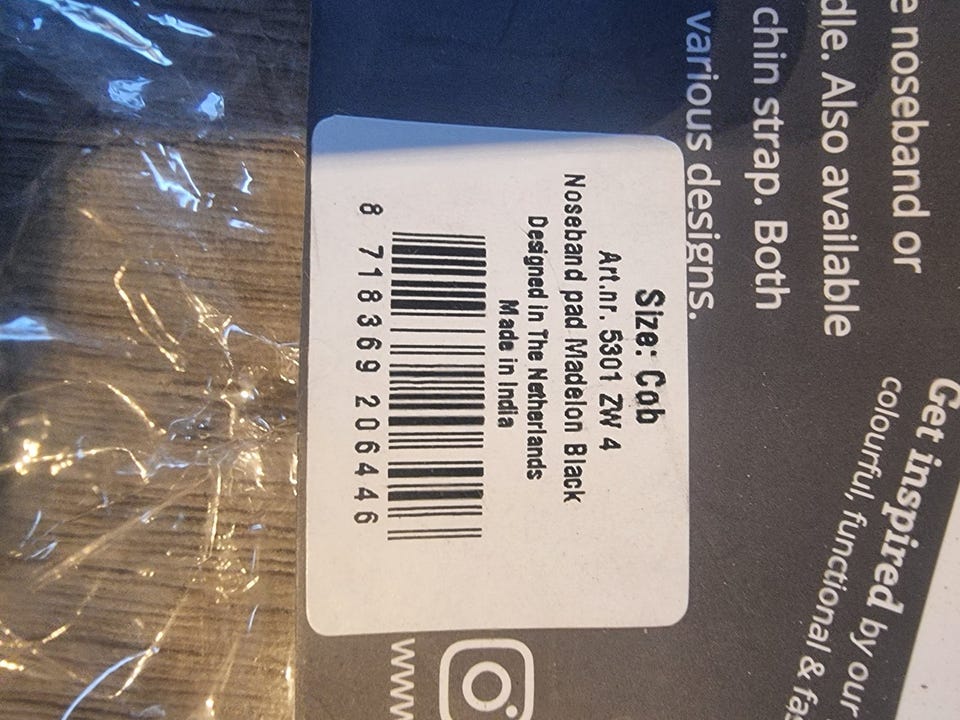 e noseband or
dle. Also available
chin strap. Both
various designs.
Size: Cob
Art.nr. 5301 ZW 4
Noseband pad Madelon Black
Designed in The Netherlands
Made in India
8 718369 206446
Get inspired by our
colourful, functional & fa
www